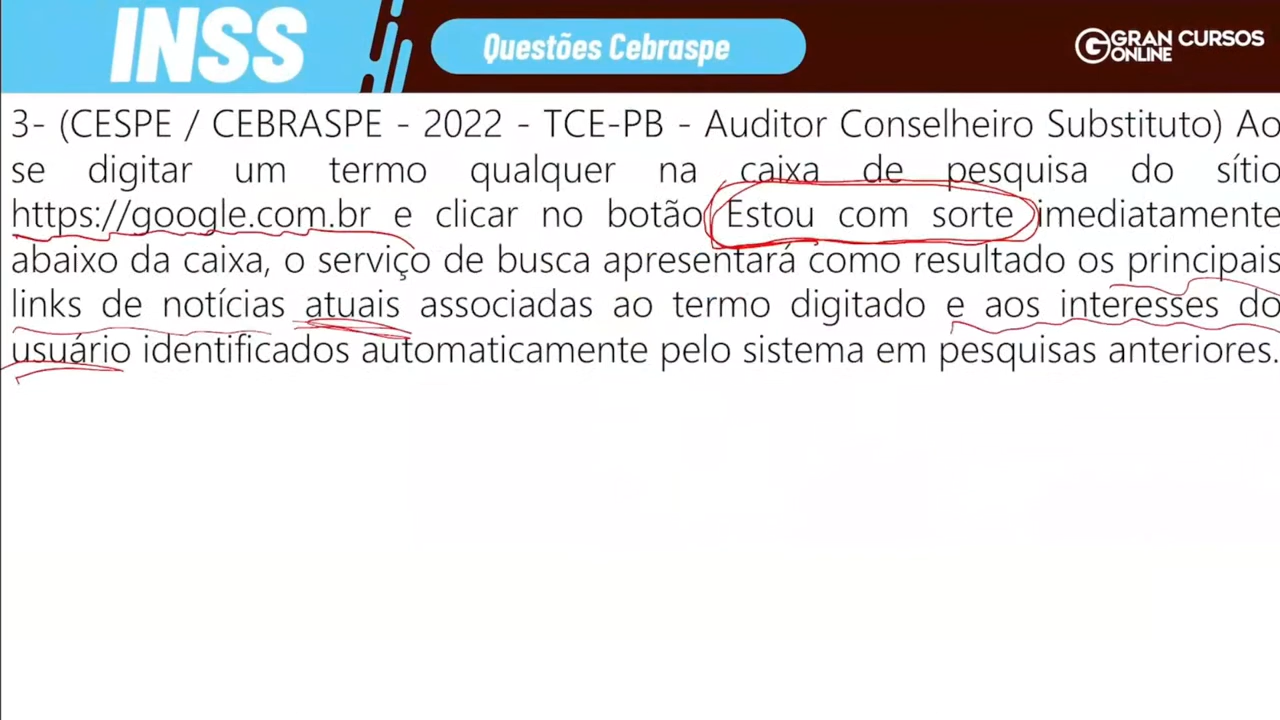 INSS
Questões Cebraspe
GRAN CURSOS
ONLINE
3- (CESPE / CEBRASPE - 2022 - TCE-PB - Auditor Conselheiro Substituto) Ao
se digitar um termo qualquer na caixa de pesquisa do sítio
https://google.com.br e clicar no botão Estou com sorte imediatamente
abaixo da caixa, o serviço de busca apresentará como resultado os principais
links de notícias atuais associadas ao termo digitado e aos interesses do
usuário identificados automaticamente pelo sistema em pesquisas anteriores.